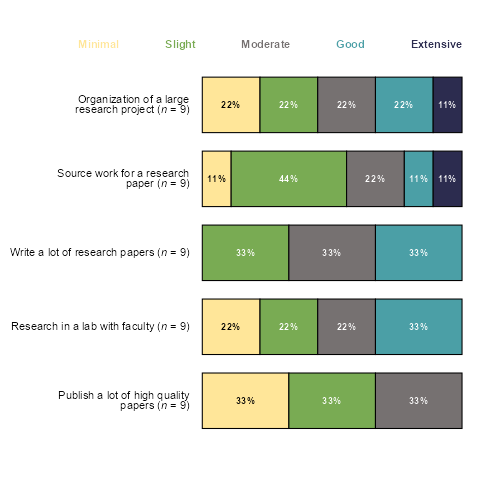 Minimal Slight Moderate Good Extensive
Organization of a large
research project (n = 9)
22% 22% 22% 22% 11%
Source work for a research
paper (n = 9)
11% 44% 22% 11% 11%
Write a lot of research papers (n = 9)
33% 33% 33%
Research in a lab with faculty (n = 9)
22% 22% 22% 33%
Publish a lot of high quality
papers (n = 9)
33% 33% 33%